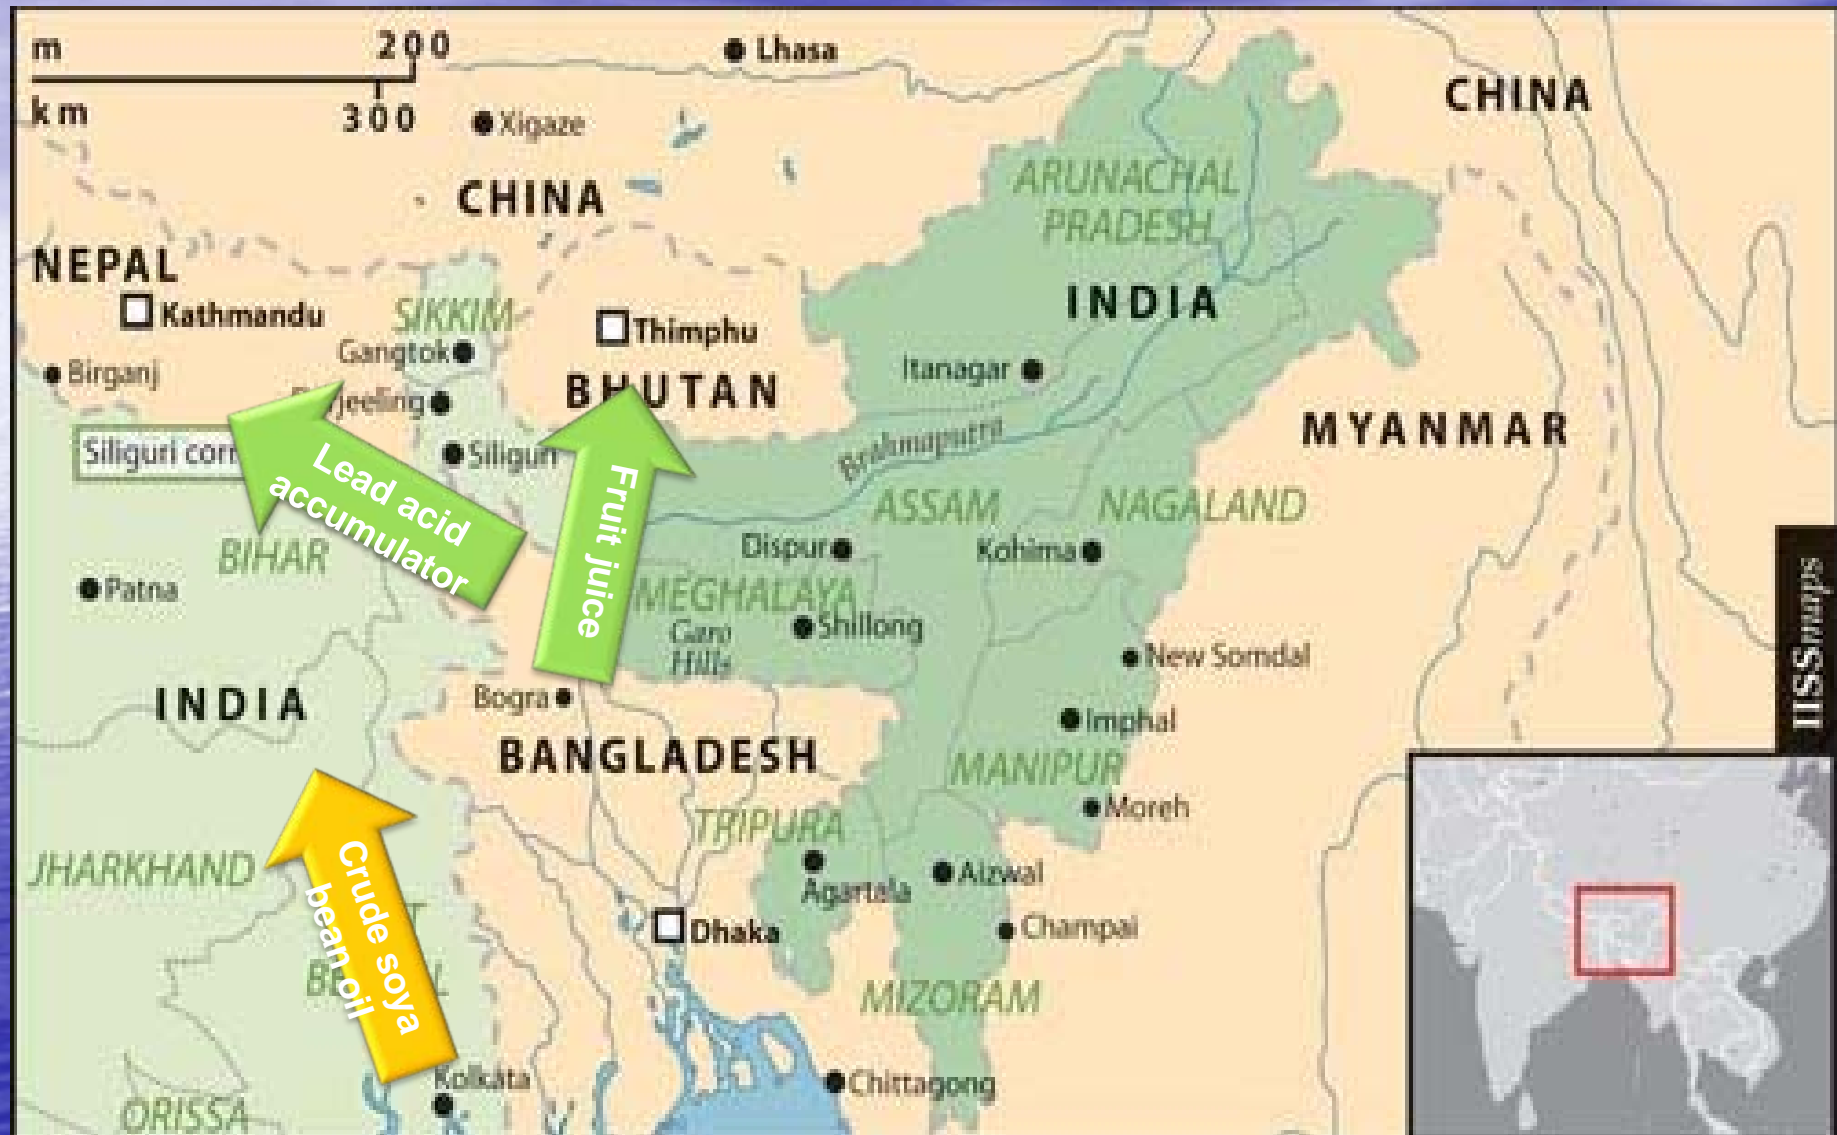 m 200
km 300
Lhasa
Xigaze
CHINA
CHINA
ARUNACHAL
PRADESH
NEPAL
Kathmandu
SIKKIM
Thimphu
INDIA
Gangtok
Birganj
BHUTAN
Itanagar
jeeling
MYANMAR
Siliguri
Brahmaputra
Lead acid
accumulator
Fruit juice
ASSAM
NAGALAND
BIHAR
Dispur
Kohima
Patna
MEGHALAYA
Garo
Hills
Shillong
New Somdal
INDIA
Bogra
Imphal
BANGLADESH
MANIPUR
Moreh
TRIPURA
JHARKHAND
Crude soya
bean oil
Agartala
Aizwal
Dhaka
Champai
MIZORAM
Kolkata
Chittagong
ORISSA
IISSmaps